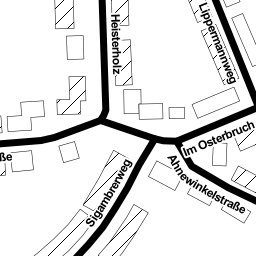 Heisterholz
Lippermannweg
Im Osterbruch
ße
Ahnewinkelstraße
Sigambrerweg